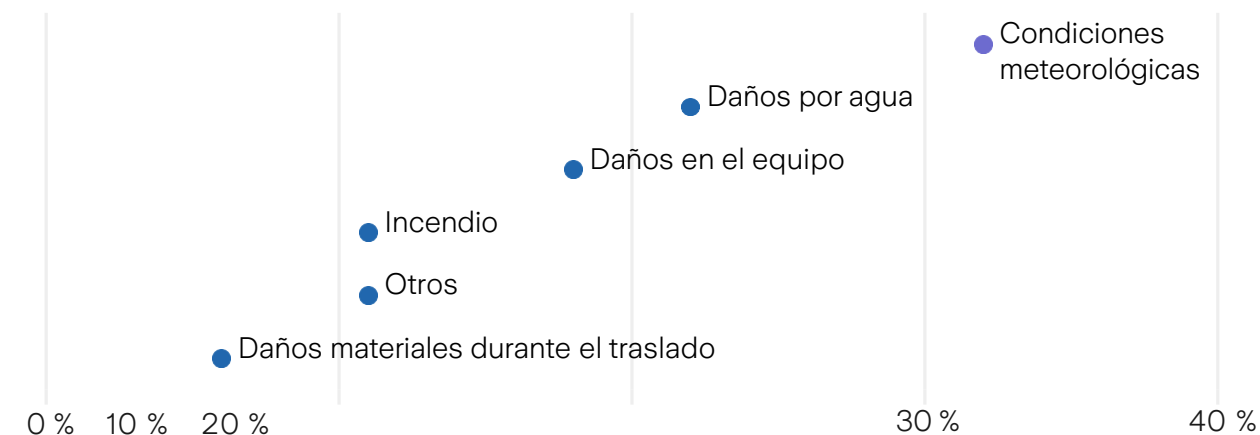 Condiciones
meteorológicas
Daños por agua
Daños en el equipo
Incendio
Otros
Daños materiales durante el traslado
0 % 10 % 20 % 30 % 40 %